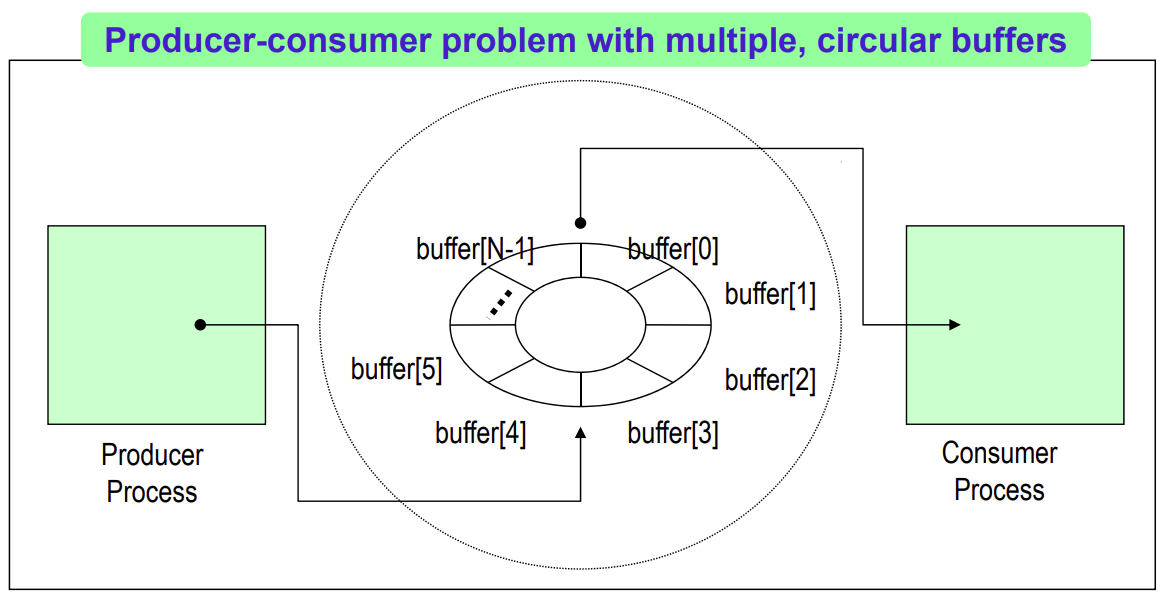 Producer-consumer problem with multiple, circular buffers
buffer[N-1]
buffer[0]
buffer[1]
buffer[5]
buffer[2]
buffer[4]
buffer[3]
Producer
Process
Consumer
Process